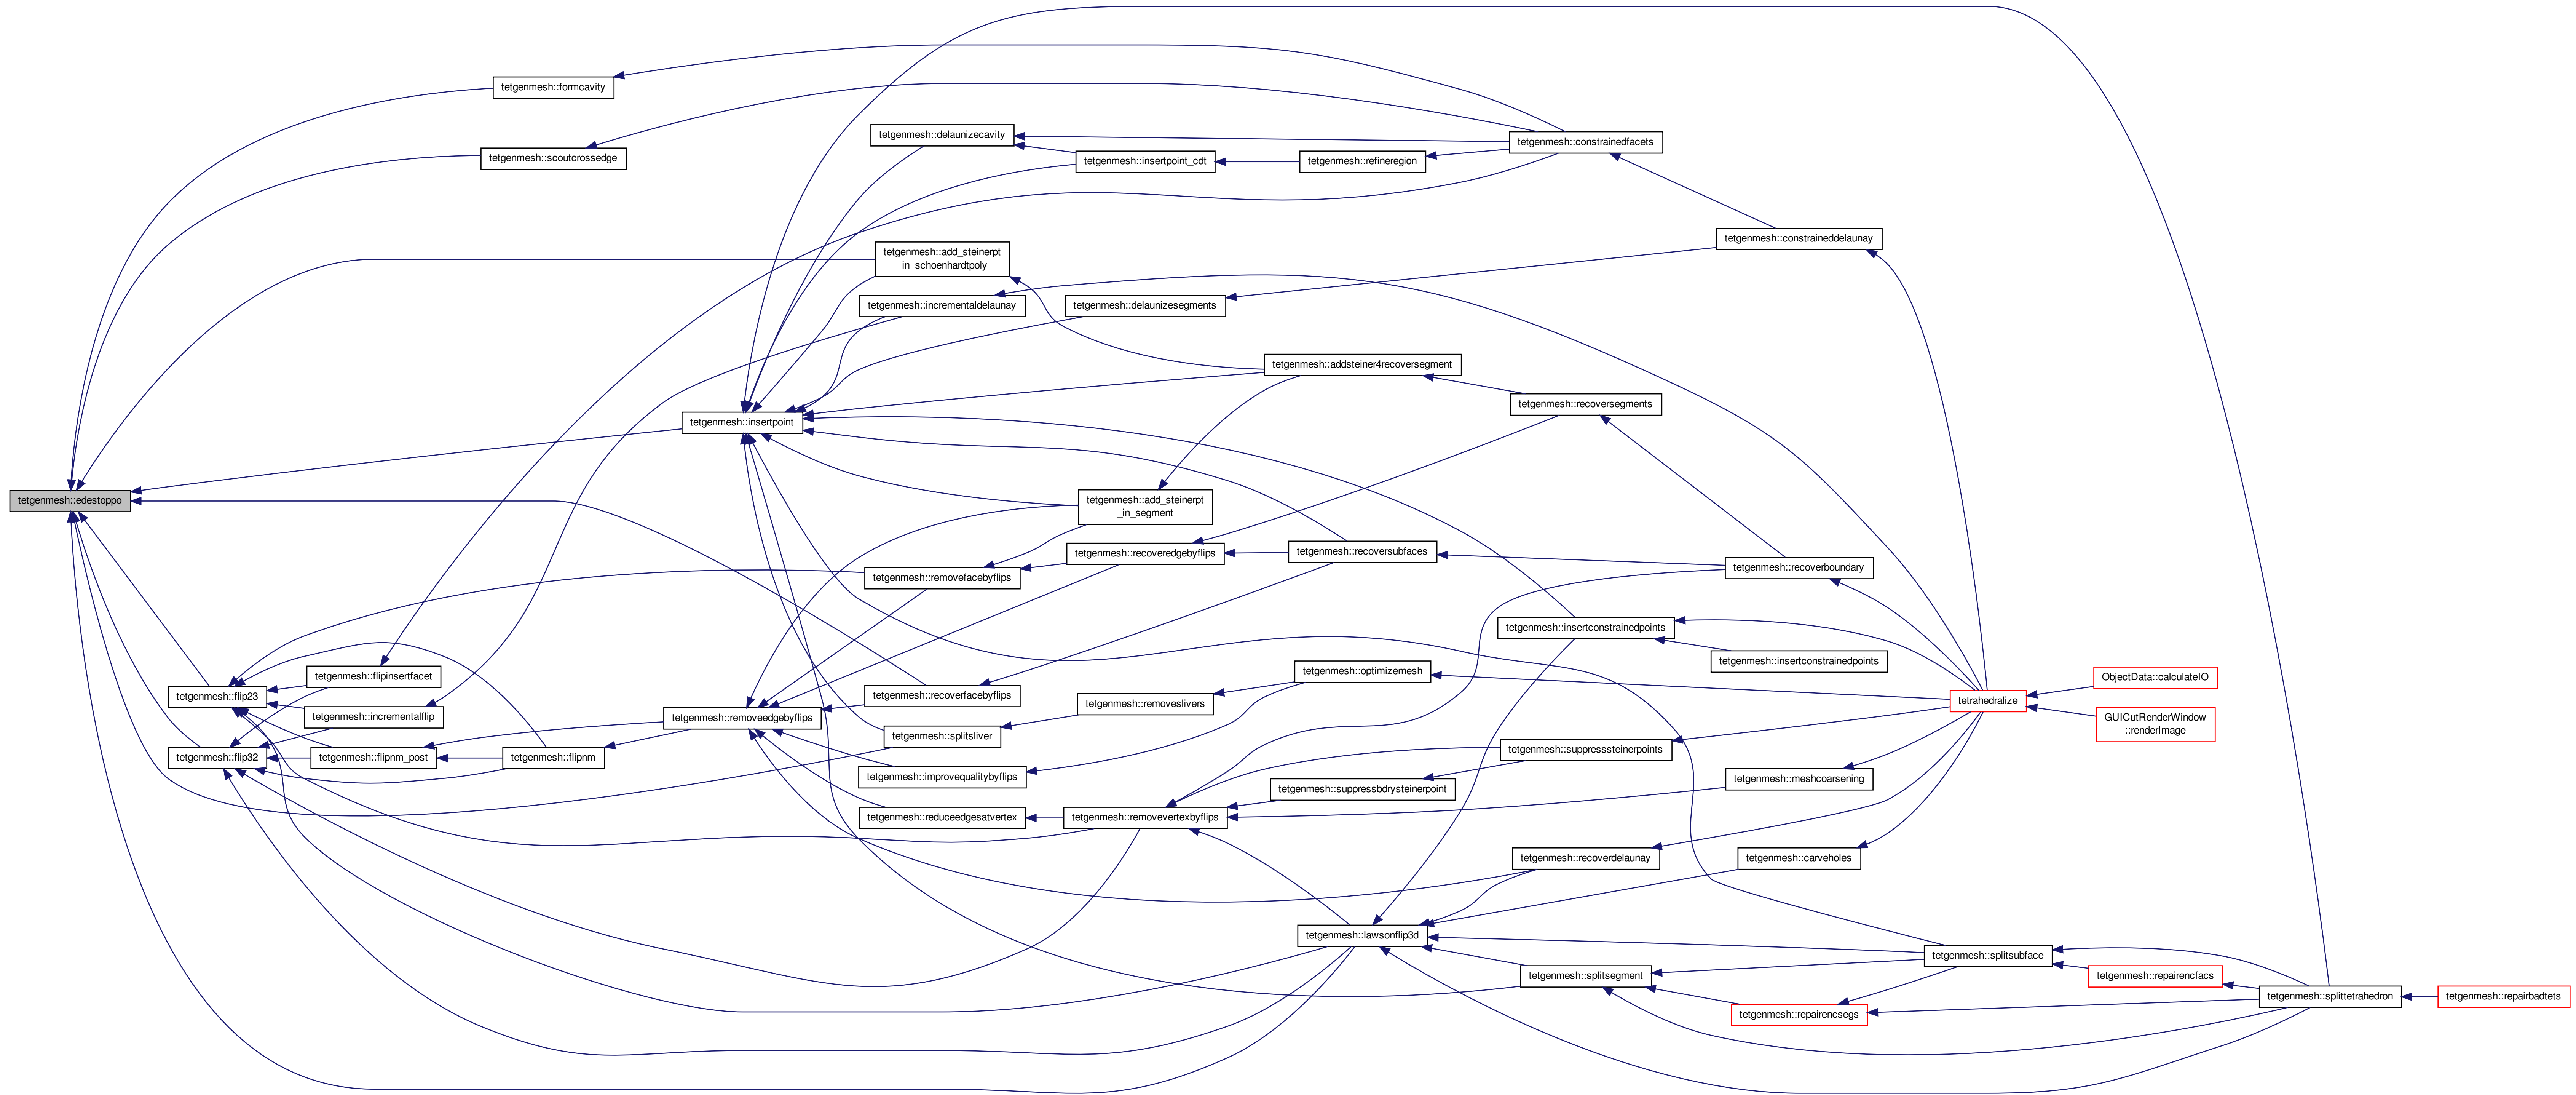 tetgenmesh::edestoppo
tetgenmesh::formcavity
tetgenmesh::scoutcrossedge
tetgenmesh::delaunizecavity
tetgenmesh::insertpoint_cdt
tetgenmesh::refineregion
tetgenmesh::constrainedfacets
tetgenmesh::constraineddelaunay
tetgenmesh::add_steinerpt
_in_schoenhardtpoly
tetgenmesh::incrementaldelaunay
tetgenmesh::delaunizesegments
tetgenmesh::addsteiner4recoversegment
tetgenmesh::recoversegments
tetgenmesh::insertpoint
tetgenmesh::add_steinerpt
_in_segment
tetgenmesh::recoveredgebyflips
tetgenmesh::recoversubfaces
tetgenmesh::recoverboundary
tetgenmesh::removefacebyflips
tetgenmesh::insertconstrainedpoints
tetgenmesh::insertconstrainedpoints
tetgenmesh::flipinsertfacet
tetgenmesh::flip23
tetgenmesh::incrementalflip
tetgenmesh::flip32
tetgenmesh::flipnm_post
tetgenmesh::flipnm
tetgenmesh::removeedgebyflips
tetgenmesh::recoverfacebyflips
tetgenmesh::splitsliver
tetgenmesh::removeslivers
tetgenmesh::optimizemesh
tetgenmesh::improvequalitybyflips
tetgenmesh::reduceedgesatvertex
tetgenmesh::removevertexbyflips
tetgenmesh::suppressbdrysteinerpoint
tetgenmesh::suppresssteinerpoints
tetgenmesh::meshcoarsening
tetrahedralize
ObjectData::calculateIO
GUICutRenderWindow
::renderImage
tetgenmesh::recoverdelaunay
tetgenmesh::carveholes
tetgenmesh::lawsonflip3d
tetgenmesh::splitsegment
tetgenmesh::repairencsegs
tetgenmesh::splitsubface
tetgenmesh::repairencfacs
tetgenmesh::splittetrahedron
tetgenmesh::repairbadtets